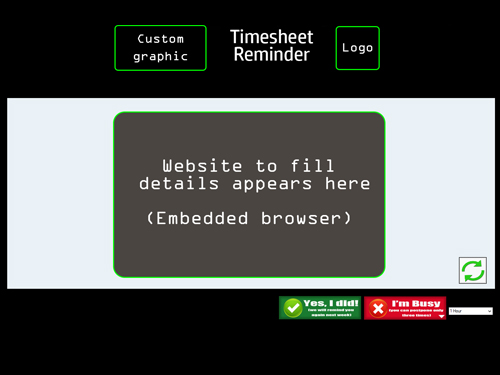 Custom
graphic
Timesheet
Reminder
Logo
Website to fill
details appears here
(Embedded browser)
Yes, I did!
(we will remind you
again next week)
I'm Busy
(you can postpone only
three times)
1 Hour